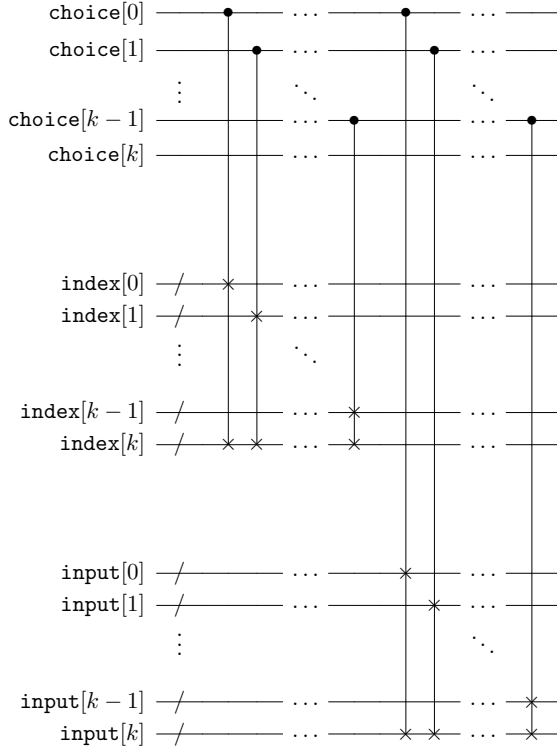 choice[0] ... ...
choice[1] ... ...
⋮ ⋱ ⋱
choice[k − 1] ... ...
choice[k] ... ...
index[0] ... ...
index[1] ... ...
⋮ ⋱
index[k − 1] ... ...
index[k] ... ...
input[0] ... ...
input[1] ... ...
⋮ ⋱
input[k − 1] ... ...
input[k] ... ...